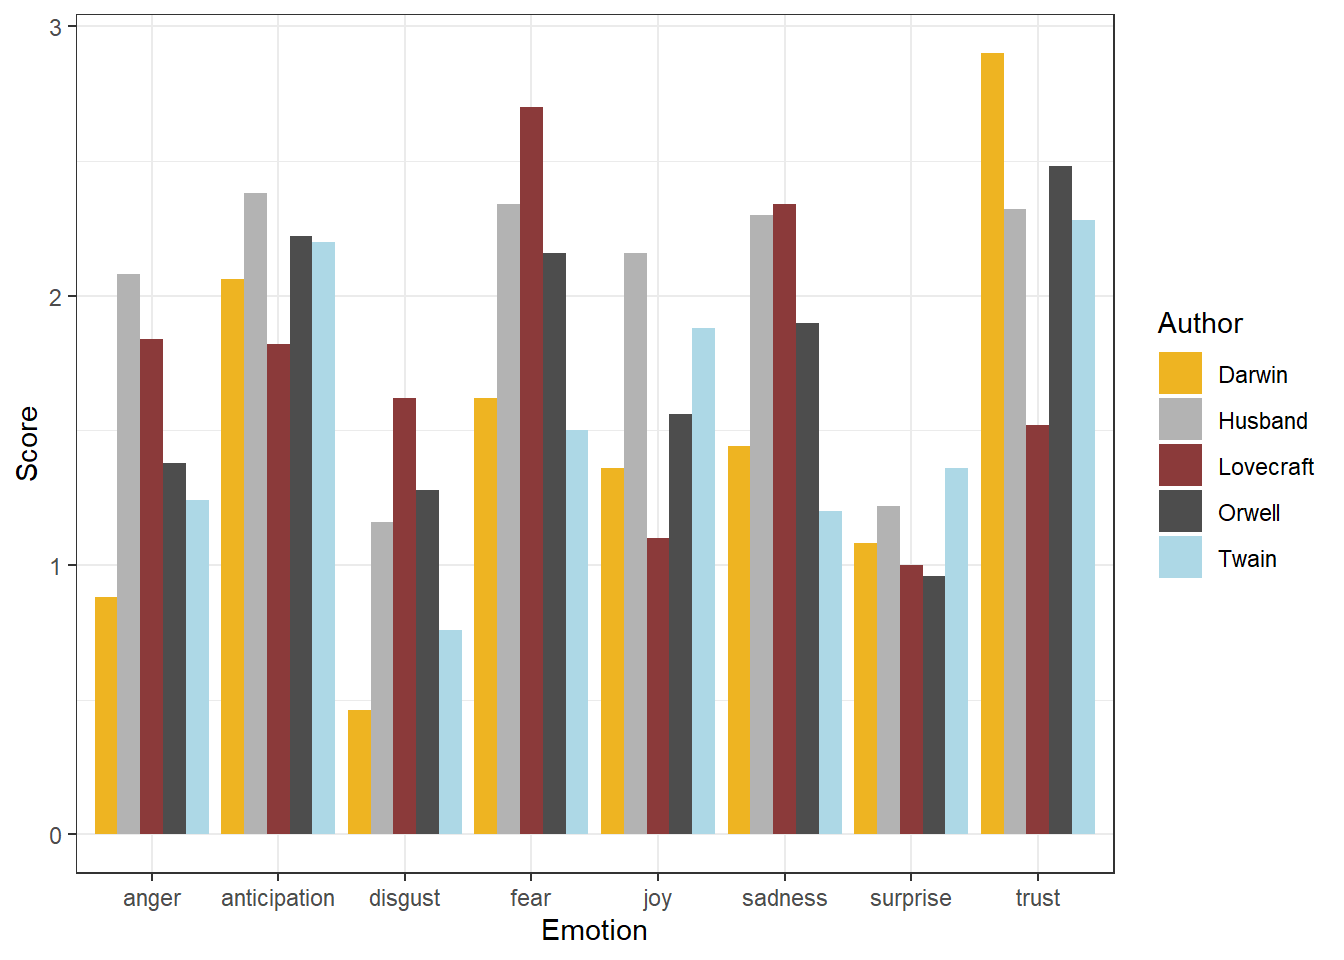 3
2
1
0
Score
anger
anticipation
disgust
fear
joy
sadness
surprise
trust
Emotion
Author
Darwin
Husband
Lovecraft
Orwell
Twain